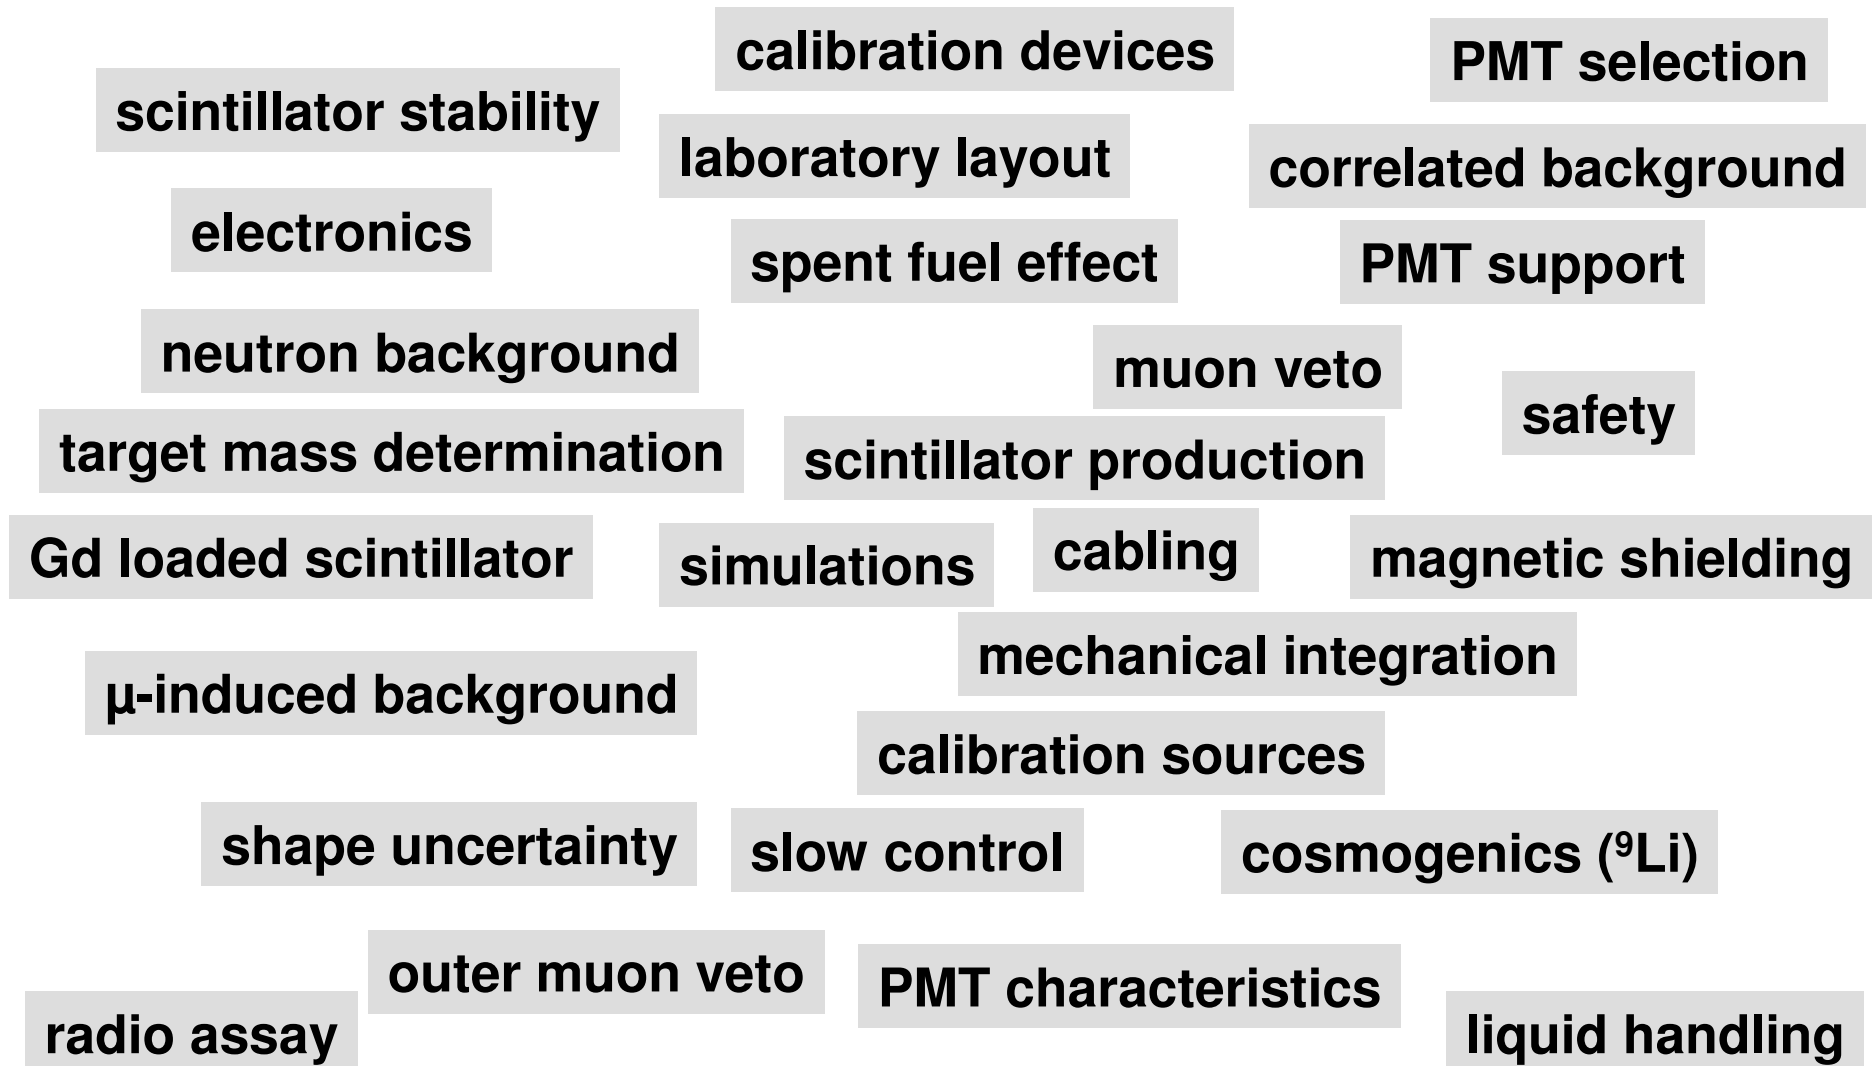 calibration devices
PMT selection
scintillator stability
laboratory layout
correlated background
electronics
spent fuel effect
PMT support
neutron background
muon veto
safety
target mass determination
scintillator production
Gd loaded scintillator
simulations
cabling
magnetic shielding
mechanical integration
µ-induced background
calibration sources
shape uncertainty
slow control
cosmogenics (⁹Li)
outer muon veto
PMT characteristics
radio assay
liquid handling